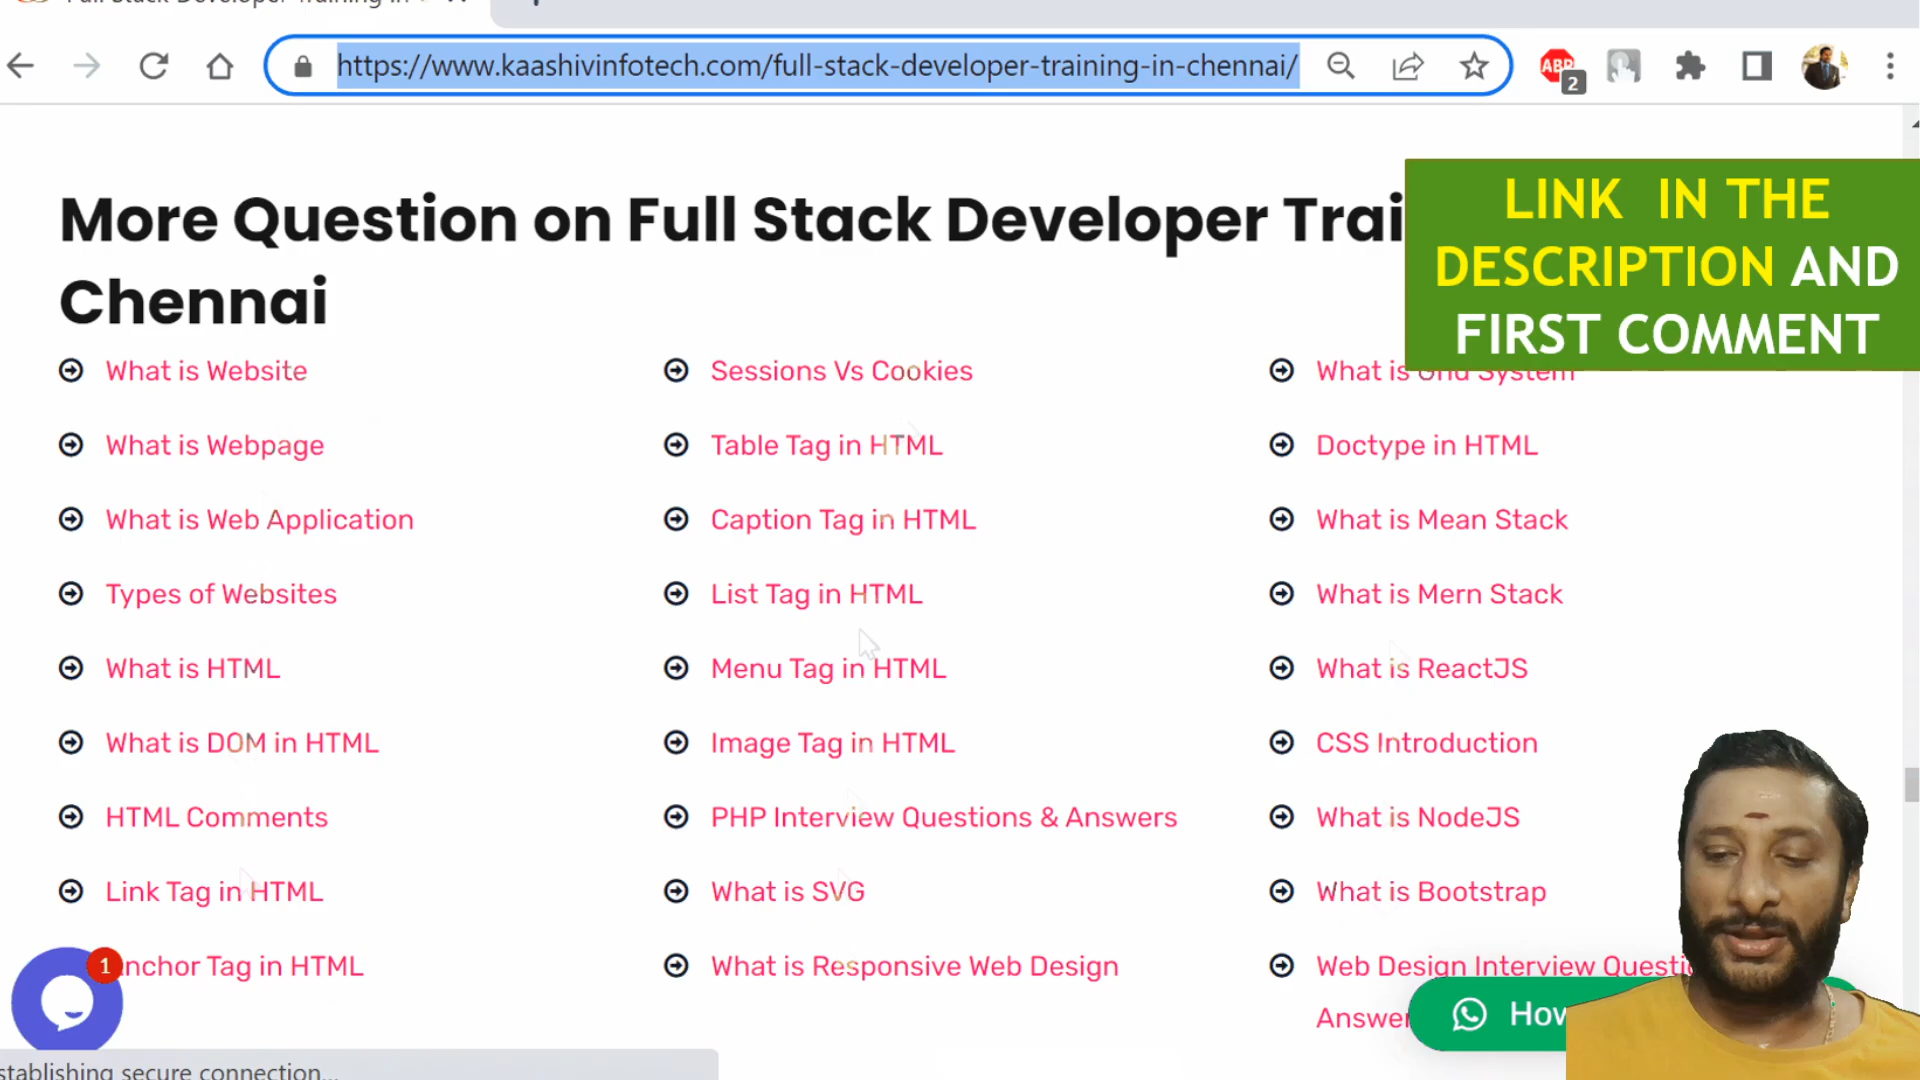 https://www.kaashivinfotech.com/full-stack-developer-training-in-chennai/
ABP
2
LINK IN THE
DESCRIPTION AND
FIRST COMMENT
More Question on Full Stack Developer Trai
Chennai
What is Website
What is Webpage
What is Web Application
Types of Websites
What is HTML
What is DOM in HTML
HTML Comments
Link Tag in HTML
nchor Tag in HTML
Sessions Vs Cookies
Table Tag in HTML
Caption Tag in HTML
List Tag in HTML
Menu Tag in HTML
Image Tag in HTML
PHP Interview Questions & Answers
What is SVG
What is Responsive Web Design
What is Grid System
Doctype in HTML
What is Mean Stack
What is Mern Stack
What is ReactJS
CSS Introduction
What is NodeJS
What is Bootstrap
Web Design Interview Questi
Answer
1
How
stablishing secure connection...